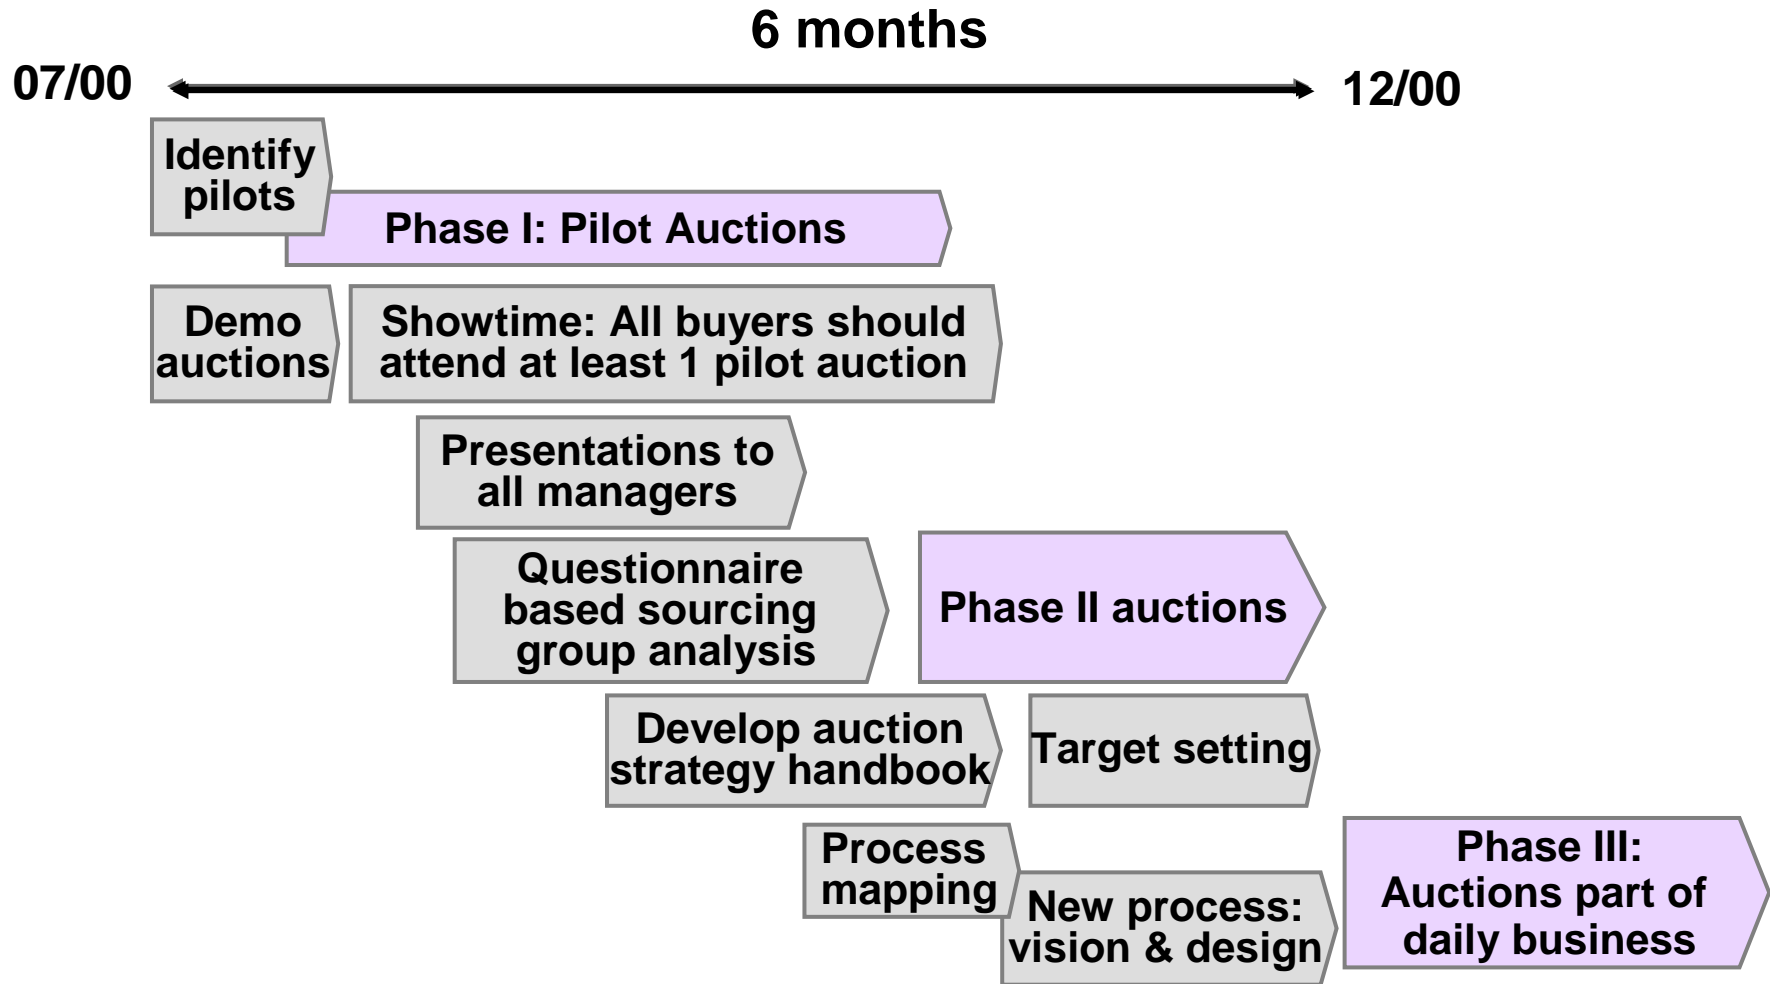 6 months
07/00
12/00
Identify
pilots
Phase I: Pilot Auctions
Demo
auctions
Showtime: All buyers should
attend at least 1 pilot auction
Presentations to
all managers
Questionnaire
based sourcing
group analysis
Phase II auctions
Develop auction
strategy handbook
Target setting
Process
mapping
New process:
vision & design
Phase III:
Auctions part of
daily business